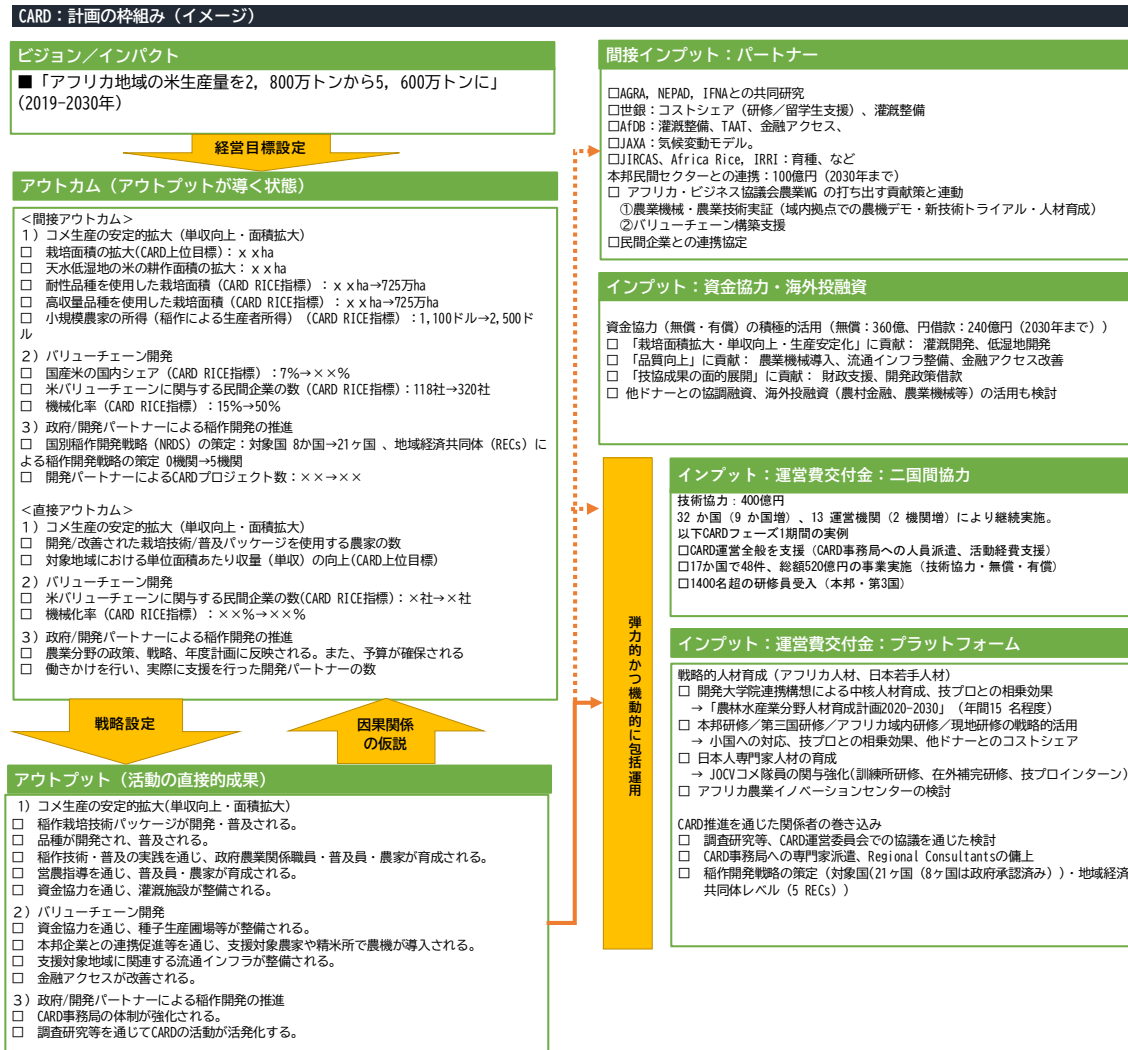 CARD：計画の枠組み（イメージ）
ビジョン／インパクト
■「アフリカ地域の米生産量を2，800万トンから5，600万トンに」
(2019-2030年)
経営目標設定
アウトカム（アウトプットが導く状態）
＜間接アウトカム＞
１）コメ生産の安定的拡大（単収向上・面積拡大）
□　栽培面積の拡大(CARD上位目標)：ｘｘha
□　天水低湿地の米の耕作面積の拡大：ｘｘha
□　耐性品種を使用した栽培面積（CARD RICE指標）：ｘｘha→725万ha
□　高収量品種を使用した栽培面積（CARD RICE指標）：ｘｘha→725万ha
□　小規模農家の所得（稲作による生産者所得）（CARD RICE指標）：1,100ドル→2,500ド
ル
２）バリューチェーン開発
□　国産米の国内シェア（CARD RICE指標）：7%→××%
□　米バリューチェーンに関与する民間企業の数（CARD RICE指標）：118社→320社
□　機械化率（CARD RICE指標）：15%→50%
３）政府/開発パートナーによる稲作開発の推進
□　国別稲作開発戦略（NRDS）の策定：対象国 8か国→21ヶ国 、地域経済共同体（RECs）に
よる稲作開発戦略の策定 0機関→5機関
□　開発パートナーによるCARDプロジェクト数：××→××
＜直接アウトカム＞
１）コメ生産の安定的拡大（単収向上・面積拡大）
□　開発/改善された栽培技術/普及パッケージを使用する農家の数
□　対象地域における単位面積あたり収量（単収）の向上(CARD上位目標)
２）バリューチェーン開発
□　米バリューチェーンに関与する民間企業の数(CARD RICE指標)：×社→×社
□　機械化率（CARD RICE指標）：××%→××%
３）政府/開発パートナーによる稲作開発の推進
□　農業分野の政策、戦略、年度計画に反映される。また、予算が確保される
□　働きかけを行い、実際に支援を行った開発パートナーの数
戦略設定
因果関係
の仮説
アウトプット（活動の直接的成果）
1）コメ生産の安定的拡大(単収向上・面積拡大）
□　稲作栽培技術パッケージが開発・普及される。
□　品種が開発され、普及される。
□　稲作技術・普及の実践を通じ、政府農業関係職員・普及員・農家が育成される。
□　営農指導を通じ、普及員・農家が育成される。
□　資金協力を通じ、灌漑施設が整備される。
２）バリューチェーン開発
□　資金協力を通じ、種子生産圃場等が整備される。
□　本邦企業との連携促進等を通じ、支援対象農家や精米所で農機が導入される。
□　支援対象地域に関連する流通インフラが整備される。
□　金融アクセスが改善される。
３）政府/開発パートナーによる稲作開発の推進
□　CARD事務局の体制が強化される。
□　調査研究等を通じてCARDの活動が活発化する。
間接インプット：パートナー
□AGRA, NEPAD, IFNAとの共同研究
□世銀：コストシェア（研修／留学生支援）、灌漑整備
□AfDB：灌漑整備、TAAT、金融アクセス、
□JAXA：気候変動モデル。
□JIRCAS、Africa Rice, IRRI：育種、など
本邦民間セクターとの連携：100億円（2030年まで）
□ アフリカ・ビジネス協議会農業WG の打ち出す貢献策と連動
①農業機械・農業技術実証（域内拠点での農機デモ・新技術トライアル・人材育成）
②バリューチェーン構築支援
□民間企業との連携協定
インプット：資金協力・海外投融資
資金協力（無償・有償）の積極的活用（無償：360億、円借款：240億円（2030年まで））
□　「栽培面積拡大・単収向上・生産安定化」に貢献： 灌漑開発、低湿地開発
□　「品質向上」に貢献： 農業機械導入、流通インフラ整備、金融アクセス改善
□　「技協成果の面的展開」に貢献： 財政支援、開発政策借款
□　他ドナーとの協調融資、海外投融資（農村金融、農業機械等）の活用も検討
弾力的かつ機動的に包括運用
インプット：運営費交付金：二国間協力
技術協力：400億円
32 か国（9 か国増）、13 運営機関（2 機関増）により継続実施。
以下CARDフェーズ1期間の実例
□CARD運営全般を支援（CARD事務局への人員派遣、活動経費支援）
□17か国で48件、総額520億円の事業実施（技術協力・無償・有償）
□1400名超の研修員受入（本邦・第3国）
インプット：運営費交付金：プラットフォーム
戦略的人材育成（アフリカ人材、日本若手人材）
□ 開発大学院連携構想による中核人材育成、技プロとの相乗効果
→「農林水産業分野人材育成計画2020-2030」（年間15 名程度）
□ 本邦研修／第三国研修／アフリカ域内研修／現地研修の戦略的活用
→ 小国への対応、技プロとの相乗効果、他ドナーとのコストシェア
□ 日本人専門家人材の育成
→ JOCVコメ隊員の関与強化(訓練所研修、在外補完研修、技プロインターン)
□ アフリカ農業イノベーションセンターの検討
CARD推進を通じた関係者の巻き込み
□　調査研究等、CARD運営委員会での協議を通じた検討
□　CARD事務局への専門家派遣、Regional Consultantsの傭上
□　稲作開発戦略の策定（対象国(21ヶ国（8ヶ国は政府承認済み））・地域経済
共同体レベル（5 RECs））